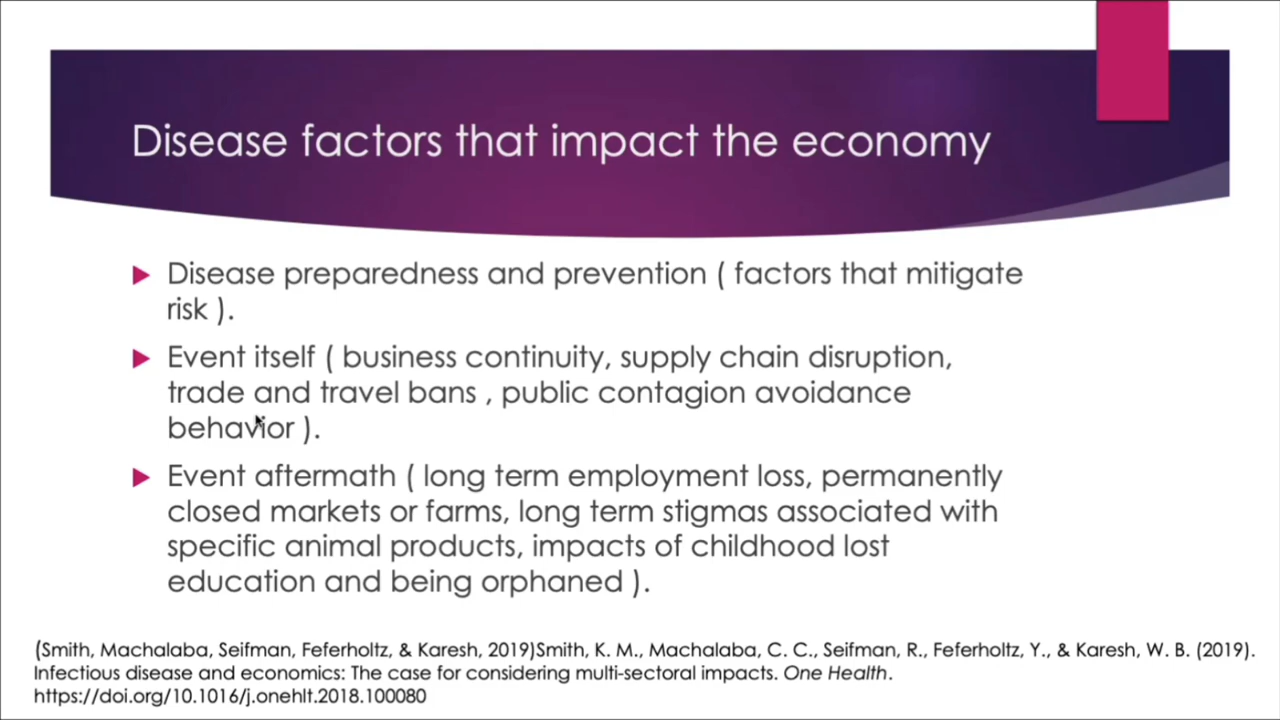 Disease factors that impact the economy
Disease preparedness and prevention ( factors that mitigate
risk ).
Event itself ( business continuity, supply chain disruption,
trade and travel bans , public contagion avoidance
behavior ).
Event aftermath ( long term employment loss, permanently
closed markets or farms, long term stigmas associated with
specific animal products, impacts of childhood lost
education and being orphaned ).
(Smith, Machalaba, Seifman, Feferholtz, & Karesh, 2019)Smith, K. M., Machalaba, C. C., Seifman, R., Feferholtz, Y., & Karesh, W. B. (2019).
Infectious disease and economics: The case for considering multi-sectoral impacts. One Health.
https://doi.org/10.1016/j.onehlt.2018.100080